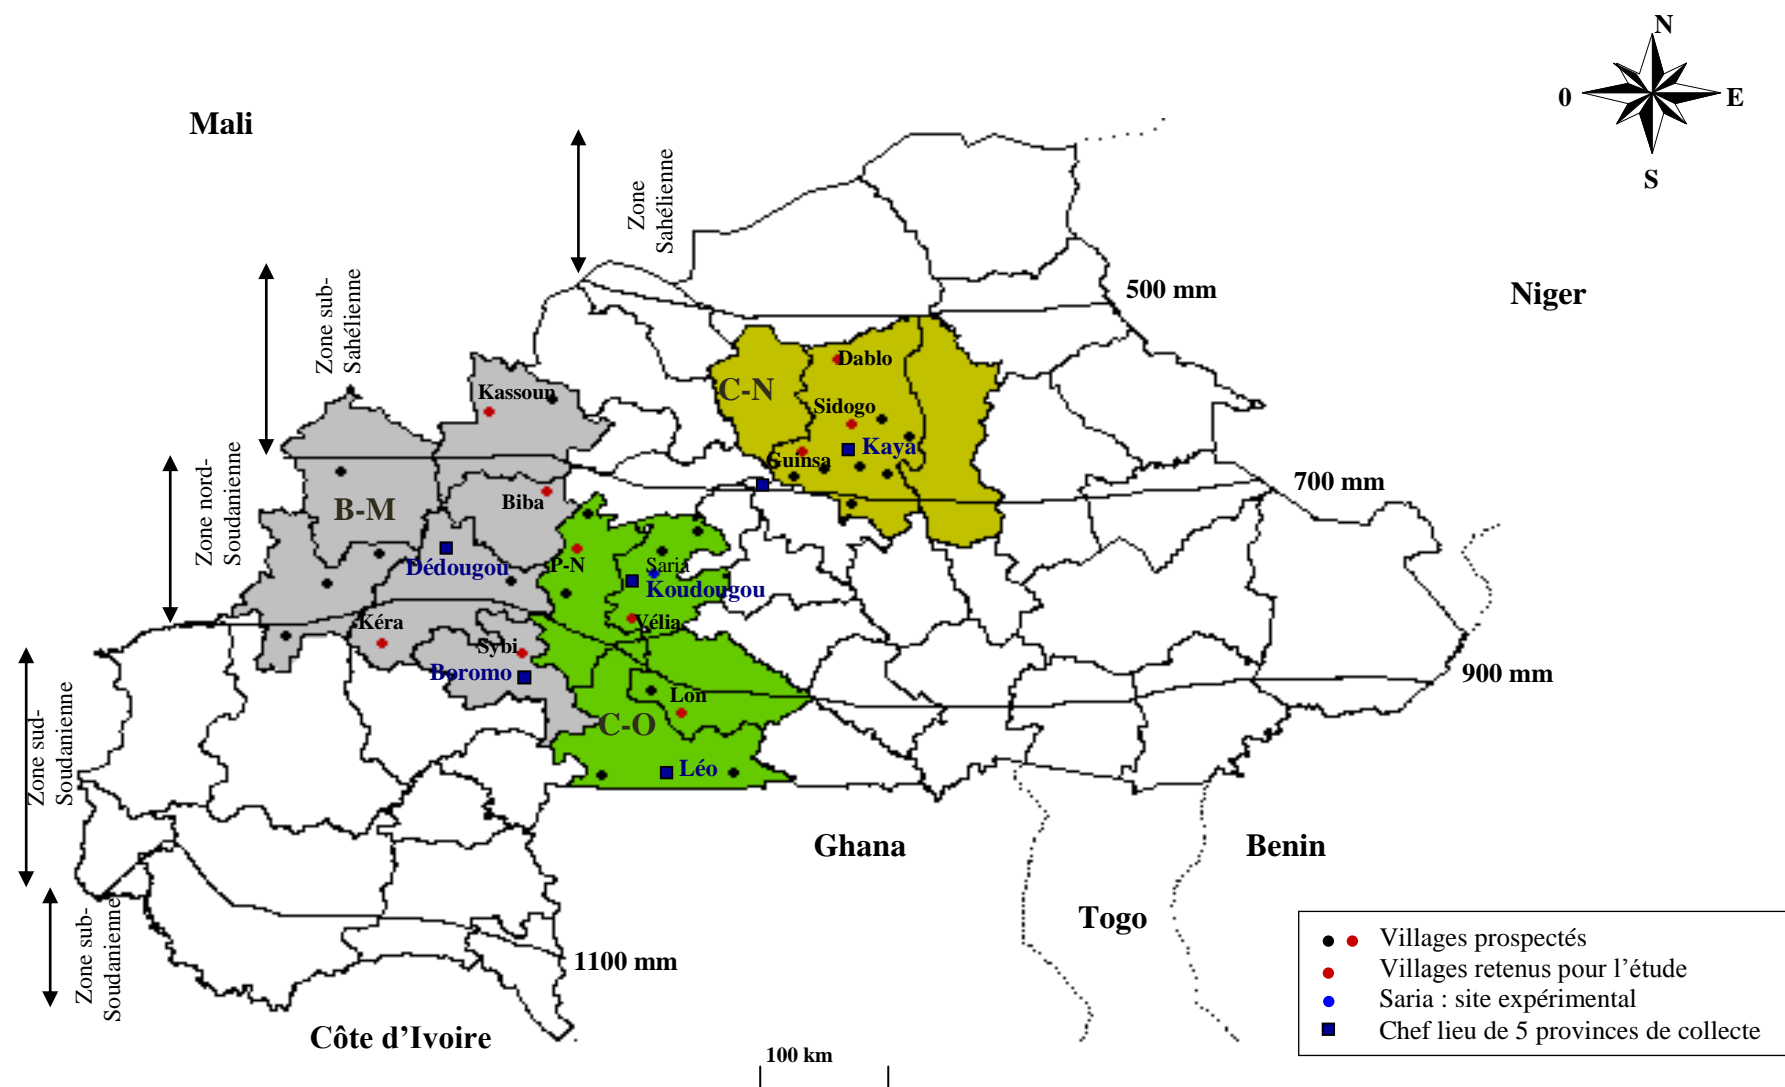 N
0
E
S
Mali
Zone
Sahélienne
Zone sub-
Sahélienne
500 mm
Niger
Dablo
Kassoun
C-N
Sidogo
Kaya
Guinsa
Zone nord-
Soudanienne
700 mm
Biba
B-M
Dédougou
P-N
Saria
Koudougou
Kéra
Vélia
Sybi
Boromo
900 mm
Lon
C-O
Zone sud-
Soudanienne
Léo
Ghana
Benin
Togo
Zone sub-
Soudanienne
1100 mm
Côte d’Ivoire
Villages prospectés
Villages retenus pour l’étude
Saria : site expérimental
Chef lieu de 5 provinces de collecte
100 km